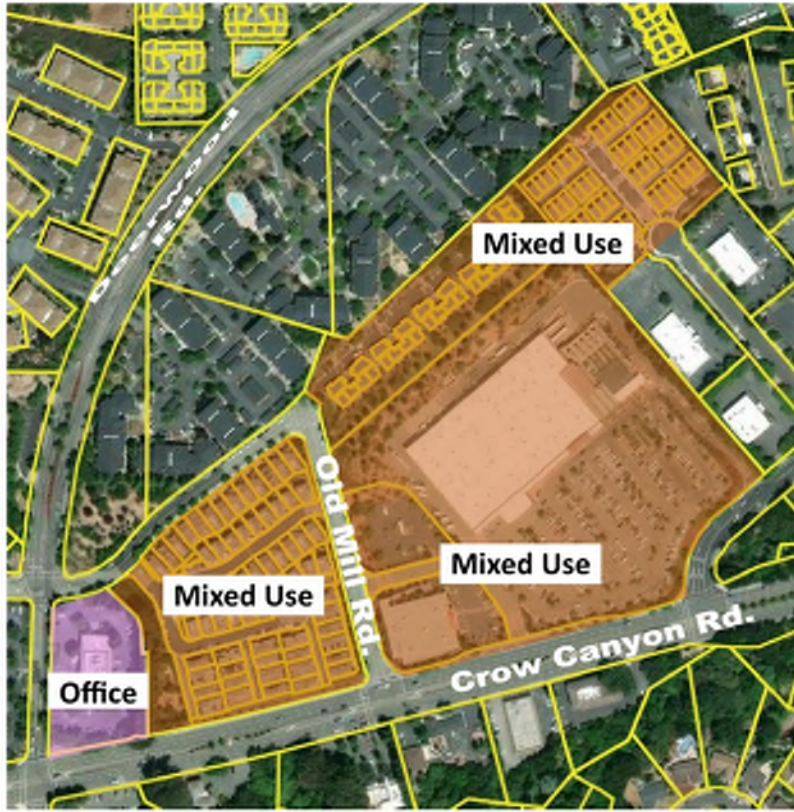 Deerwood
Rd.
Mixed Use
Old Mill Rd.
Mixed Use
Mixed Use
Crow Canyon Rd.
Office